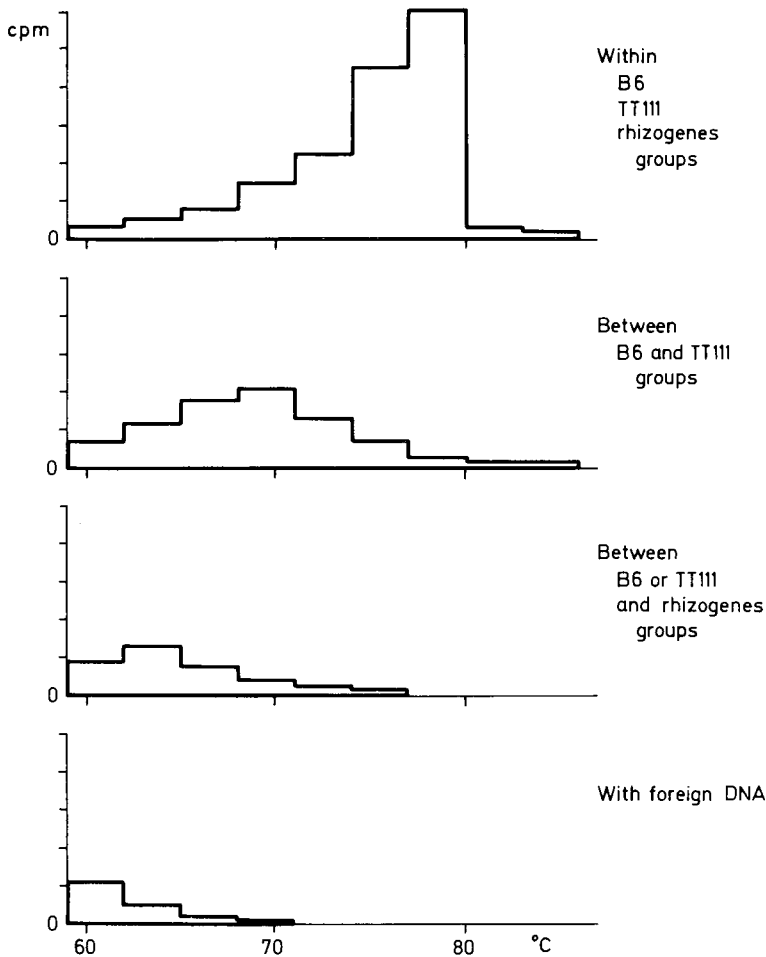 cpm
Within
B6
TT111
rhizogenes
groups
0
Between
B6 and TT111
groups
0
Between
B6 or TT111
and rhizogenes
groups
0
With foreign DNA
0
60 70 80 °C